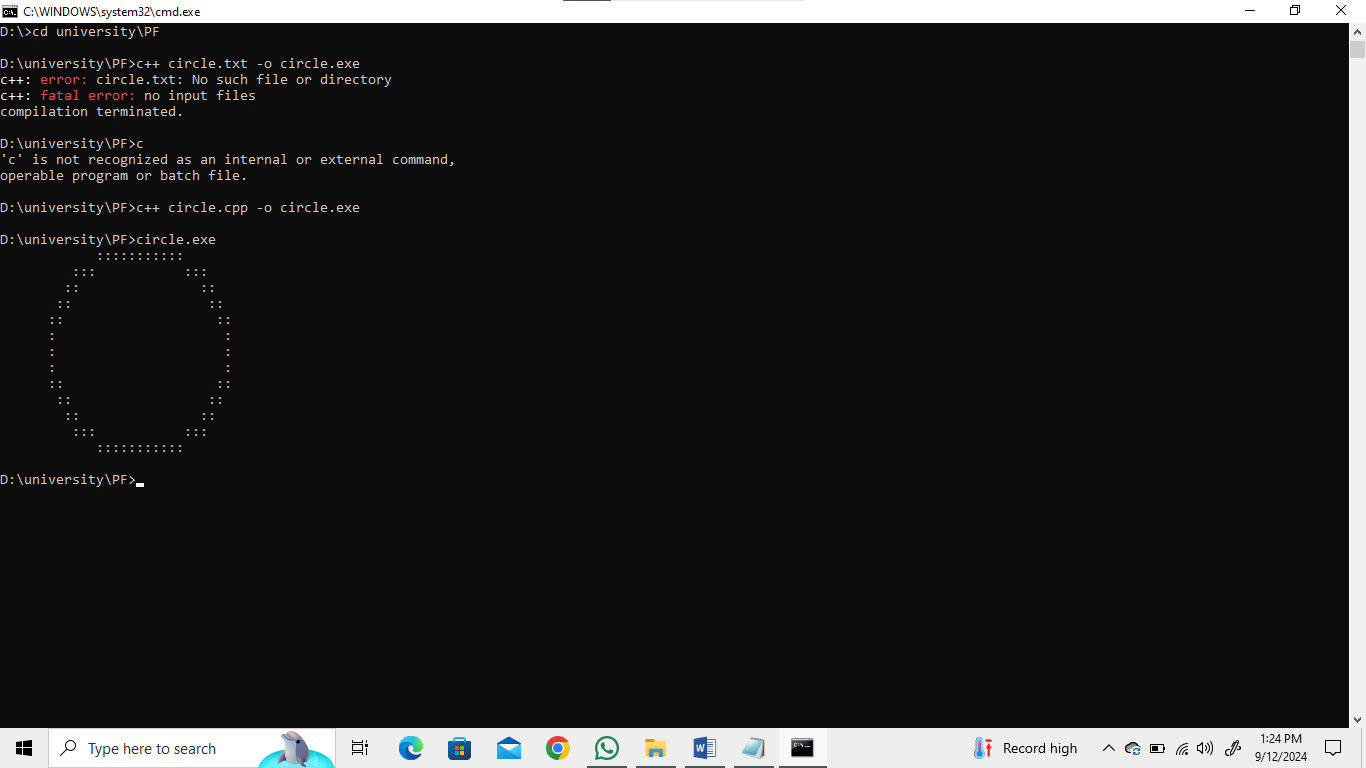 C:\WINDOWS\system32\cmd.exe
D:\>cd university\PF
D:\university\PF>c++ circle.txt -o circle.exe
c++: error: circle.txt: No such file or directory
c++: fatal error: no input files
compilation terminated.
D:\university\PF>c
'c' is not recognized as an internal or external command,
operable program or batch file.
D:\university\PF>c++ circle.cpp -o circle.exe
D:\university\PF>circle.exe
            :::::::::::
         :::           :::
        ::               ::
       ::                 ::
      ::                   ::
      :                     :
      :                     :
      :                     :
      ::                   ::
       ::                 ::
        ::               ::
         :::           :::
            :::::::::::
D:\university\PF>
Type here to search
Record high
1:24 PM
9/12/2024